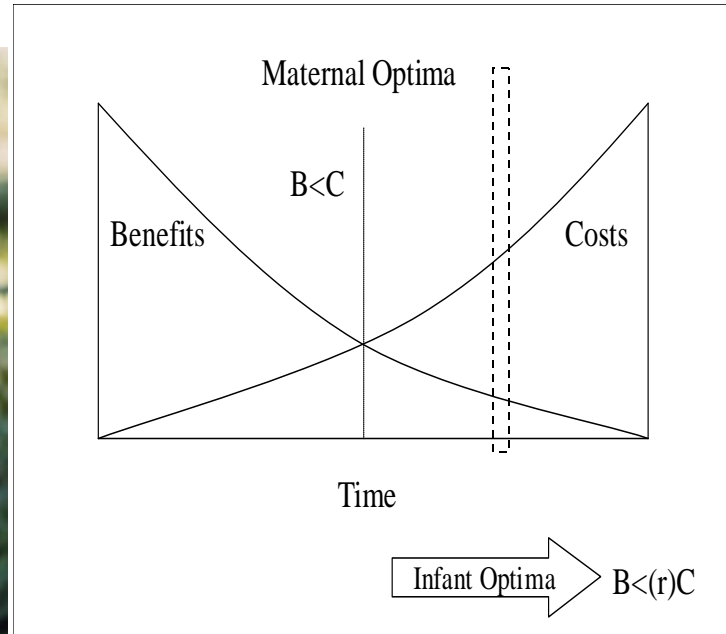 Maternal Optima
B<C
Benefits
Costs
Time
Infant Optima B<(r)C